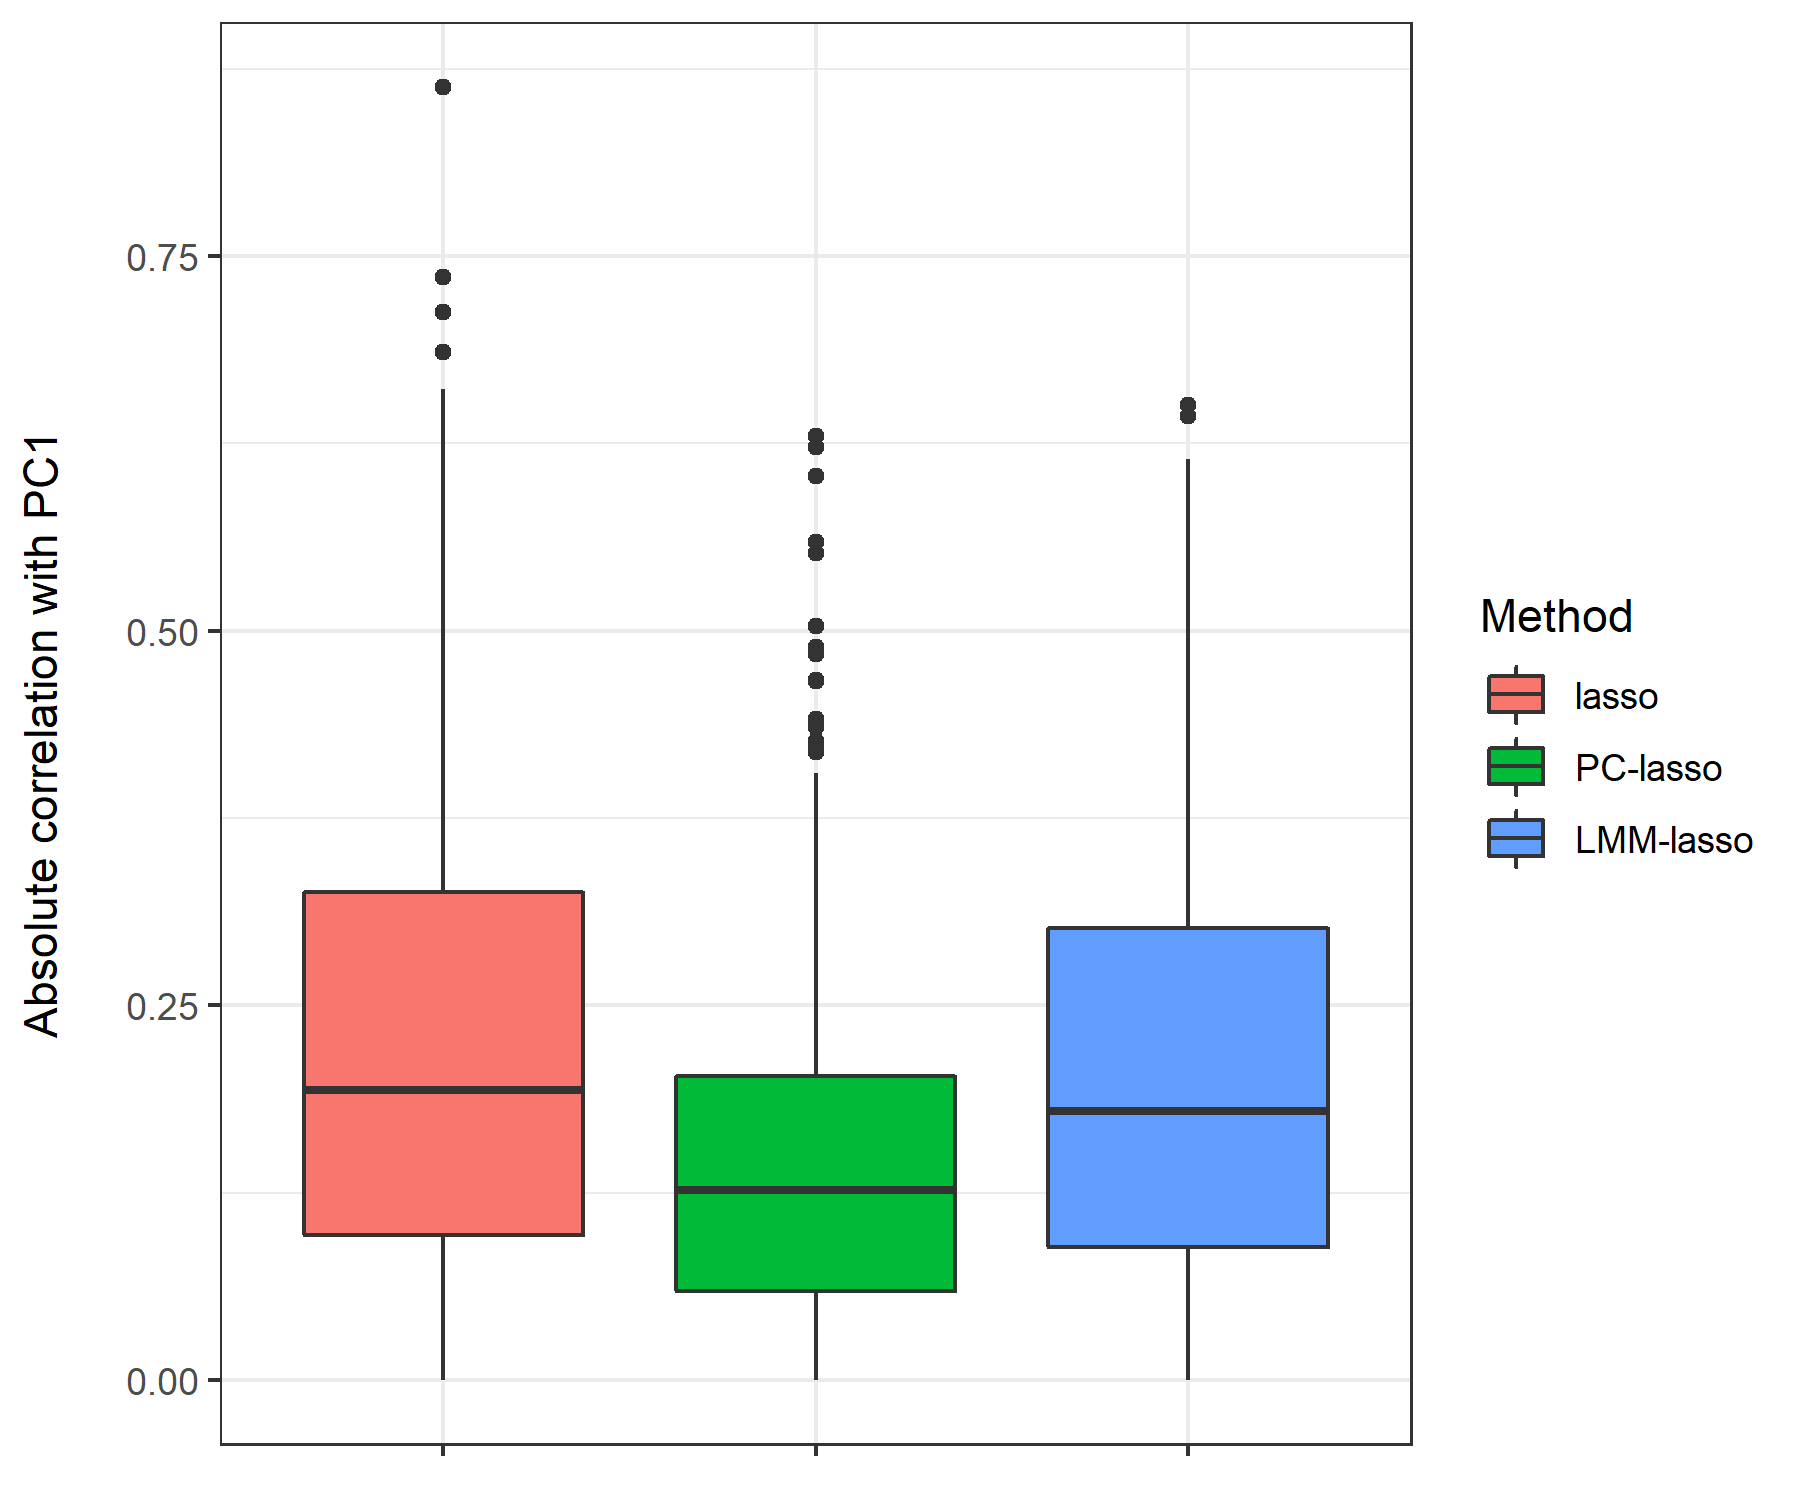 Absolute correlation with PC1
0.75
0.50
0.25
0.00
Method
lasso
PC-lasso
LMM-lasso